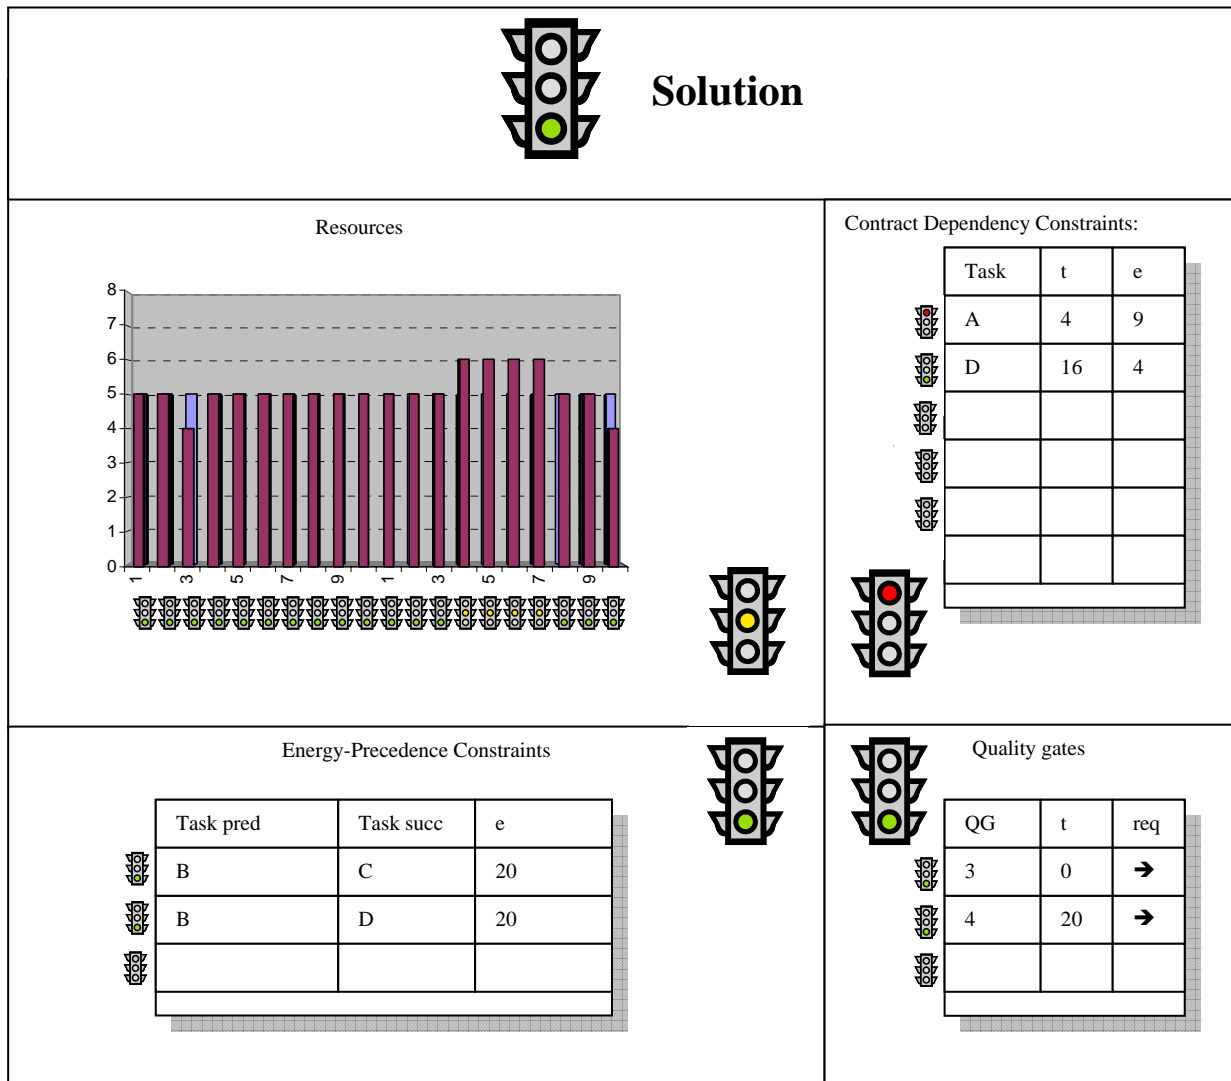 Solution
Resources
8
7
6
5
4
3
2
1
0
1 3 5 7 9 1 3 5 7 9
Contract Dependency Constraints:
Task t e
A 4 9
D 16 4
Energy-Precedence Constraints
Task pred Task succ e
B C 20
B D 20
Quality gates
QG t req
3 0 ➔
4 20 ➔